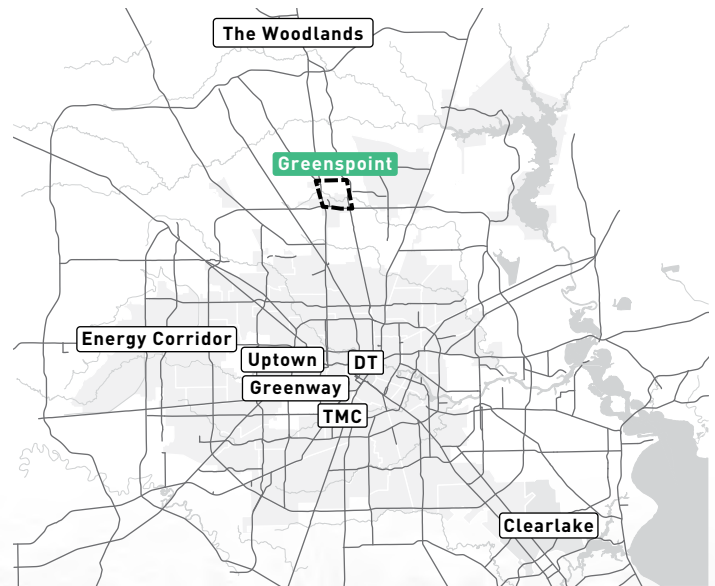 The Woodlands
Greenspoint
Energy Corridor
Uptown
DT
Greenway
TMC
Clearlake